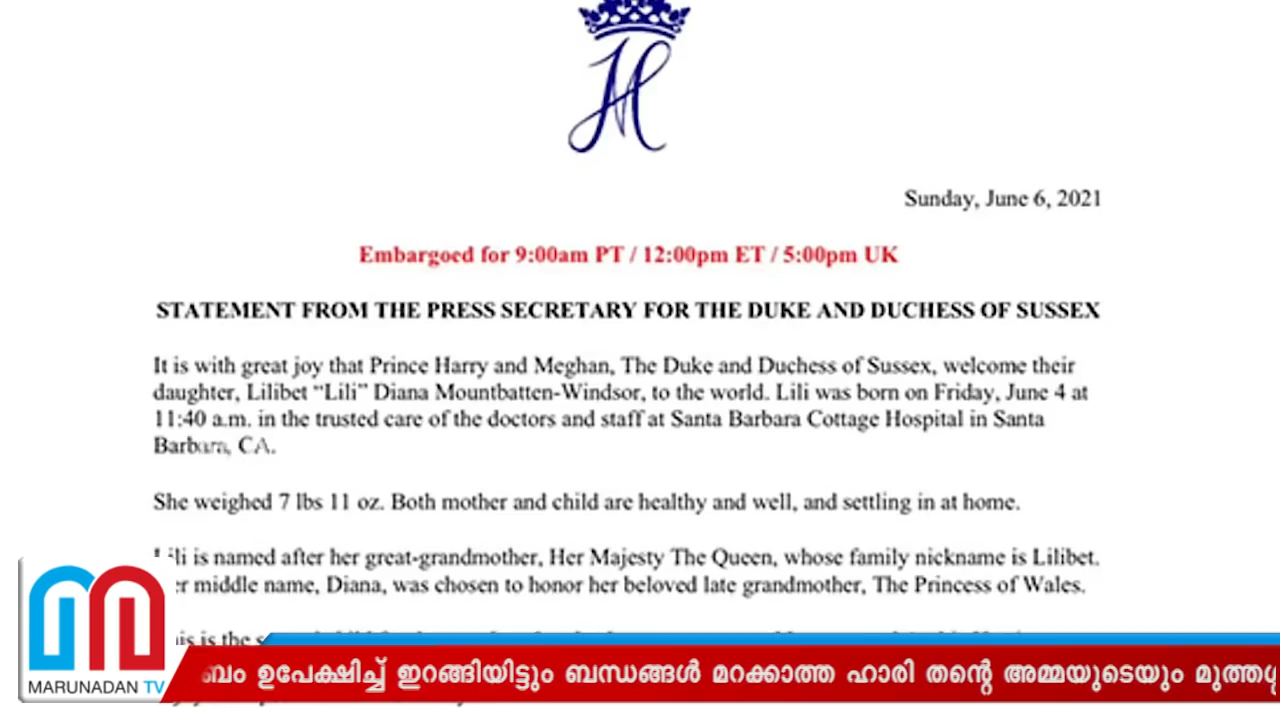 Sunday, June 6, 2021
Embargoed for 9:00am PT / 12:00pm ET / 5:00pm UK
STATEMENT FROM THE PRESS SECRETARY FOR THE DUKE AND DUCHESS OF SUSSEX
It is with great joy that Prince Harry and Meghan, The Duke and Duchess of Sussex, welcome their
daughter, Lilibet “Lili” Diana Mountbatten-Windsor, to the world. Lili was born on Friday, June 4 at
11:40 a.m. in the trusted care of the doctors and staff at Santa Barbara Cottage Hospital in Santa
Barbara, CA.
She weighed 7 lbs 11 oz. Both mother and child are healthy and well, and settling in at home.
Lili is named after her great-grandmother, Her Majesty The Queen, whose family nickname is Lilibet.
middle name, Diana, was chosen to honor her beloved late grandmother, The Princess of Wales.
is the
MARUNADAN TV
ഉപേക്ഷിച്ച് ഇറങ്ങിയിട്ടും ബന്ധങ്ങൾ മറക്കാത്ത ഹാരി തന്റെ അമ്മയുടെയും